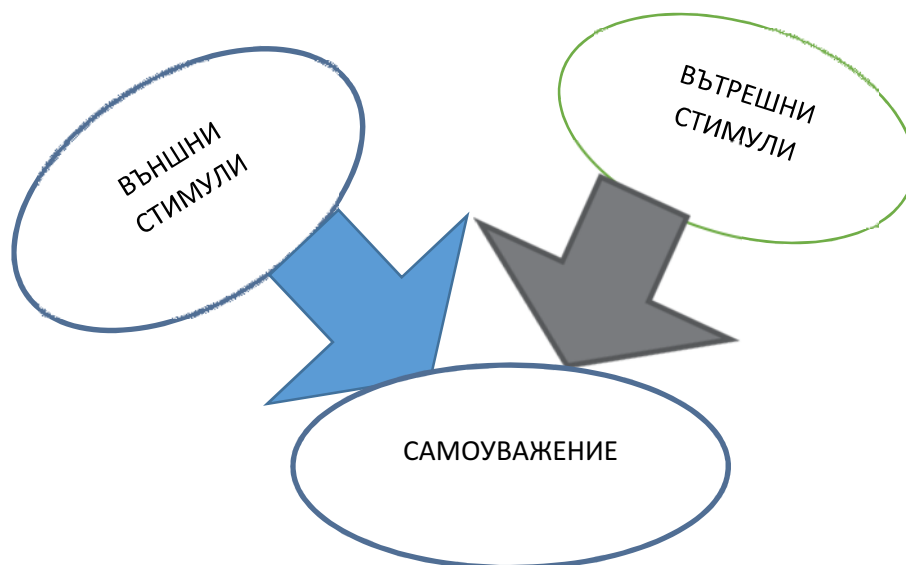 ВЪНШНИ
СТИМУЛИ
ВЪТРЕШНИ
СТИМУЛИ
САМОУВАЖЕНИЕ